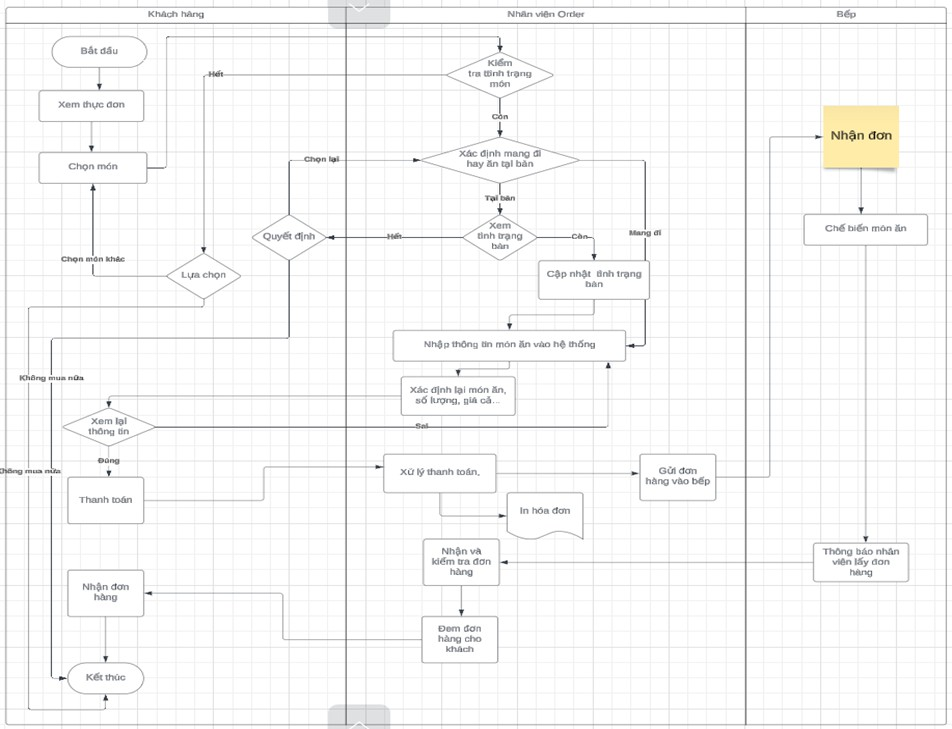 Khách hàng
Nhân viên Order
Bếp
Bắt đầu
Xem thực đơn
Chọn món
Kiểm
tra tình trạng
món
Hết
Còn
Xác định mang đi
hay ăn tại bàn
Chọn lại
Tại bàn
Mang đi
Xem
tình trạng
bàn
Hết
Còn
Quyết định
Chọn món khác
Lựa chọn
Cập nhật tình trạng
bàn
Nhập thông tin món ăn vào hệ thống
Xác định lại món ăn,
số lượng, giá cả...
Không mua nữa
Xem lại
thông tin
Sai
Đúng
Không mua nữa
Thanh toán
Xử lý thanh toán,
Gửi đơn
hàng vào bếp
In hóa đơn
Nhận đơn
Chế biến món ăn
Thông báo nhân
viên lấy đơn
hàng
Nhận và
kiểm tra đơn
hàng
Đem đơn
hàng cho
khách
Nhận đơn
hàng
Kết thúc